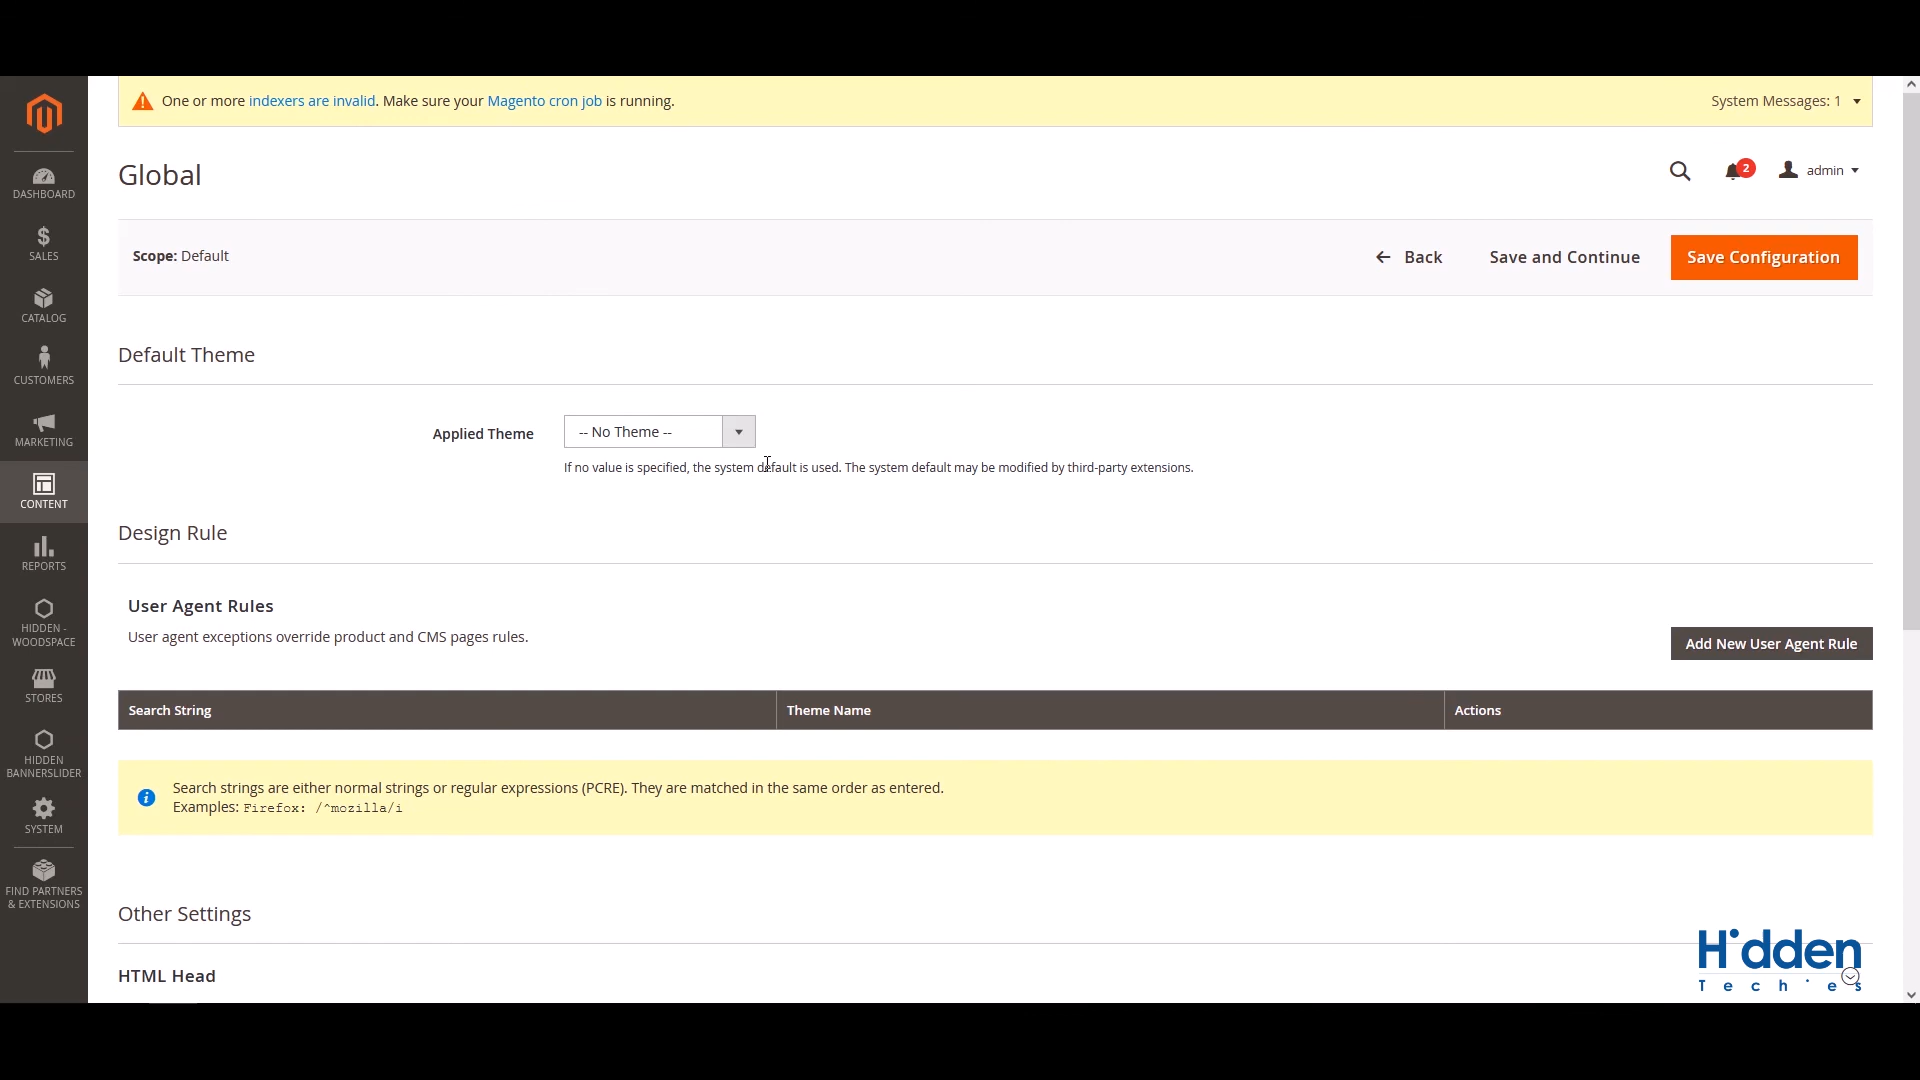 One or more indexers are invalid. Make sure your Magento cron job is running.
System Messages: 1
Global
2
admin
Scope: Default
Back
Save and Continue
Save Configuration
DASHBOARD
SALES
CATALOG
CUSTOMERS
MARKETING
CONTENT
REPORTS
HIDDEN -
WOODSPACE
STORES
HIDDEN
BANNERSLIDER
SYSTEM
FIND PARTNERS
& EXTENSIONS
Default Theme
Applied Theme
-- No Theme --
If no value is specified, the system default is used. The system default may be modified by third-party extensions.
Design Rule
User Agent Rules
User agent exceptions override product and CMS pages rules.
Add New User Agent Rule
Search String
Theme Name
Actions
Search strings are either normal strings or regular expressions (PCRE). They are matched in the same order as entered.
Examples: Firefox: /^mozilla/i
Other Settings
HTML Head
Hidden
Techies